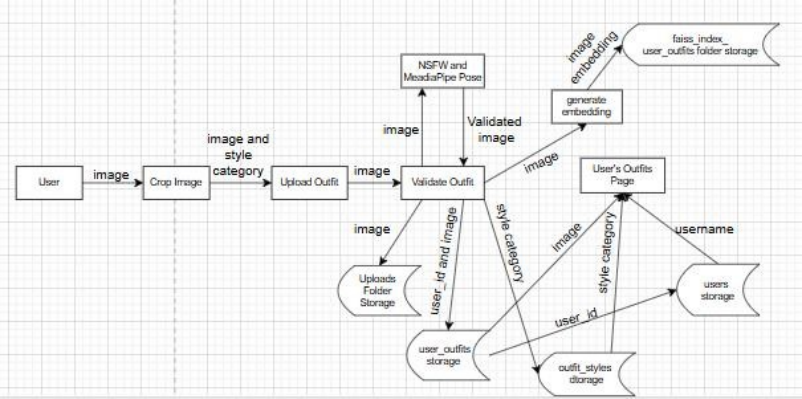 faiss_index_
user_outfits folder storage
image
embedding
NSFW and
MeadiaPipe Pose
generate
embedding
Validated
image
image
image and
style
category
image
User
image
Crop Image
Upload Outfit
image
Validate Outfit
image
User's Outfits
Page
image
Uploads
Folder
Storage
user_id and image
style category
image
style category
username
users
storage
user_id
user_outfits
storage
outfit_styles
dtorage